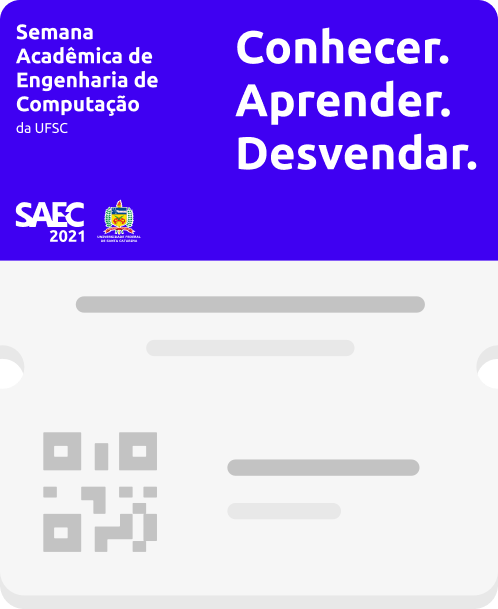 Semana
Acadêmica de
Engenharia de
Computação
da UFSC
Conhecer.
Aprender.
Desvendar.
SAEC
2021
UNIVERSIDADE FEDERAL
DE SANTA CATARINA